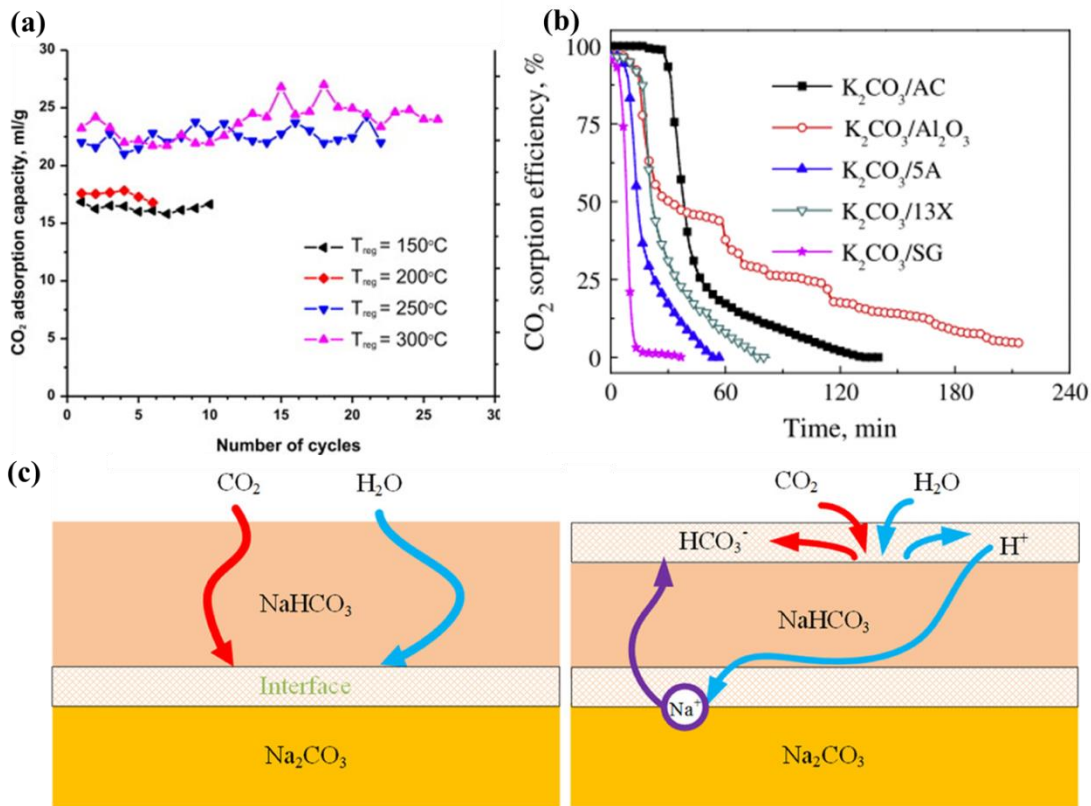 (a)
30
25
20
15
10
5
0
0 5 10 15 20 25 30
CO₂ adsorption capacity, ml/g
Number of cycles
Treg = 150°C
Treg = 200°C
Treg = 250°C
Treg = 300°C
(b)
100
75
50
25
0
0 60 120 180 240
CO₂ sorption efficiency, %
Time, min
K₂CO₃/AC
K₂CO₃/Al₂O₃
K₂CO₃/5A
K₂CO₃/13X
K₂CO₃/SG
(c)
CO₂ H₂O
NaHCO₃
Interface
Na₂CO₃
CO₂ H₂O
HCO₃⁻ H⁺
NaHCO₃
Na⁺
Na₂CO₃